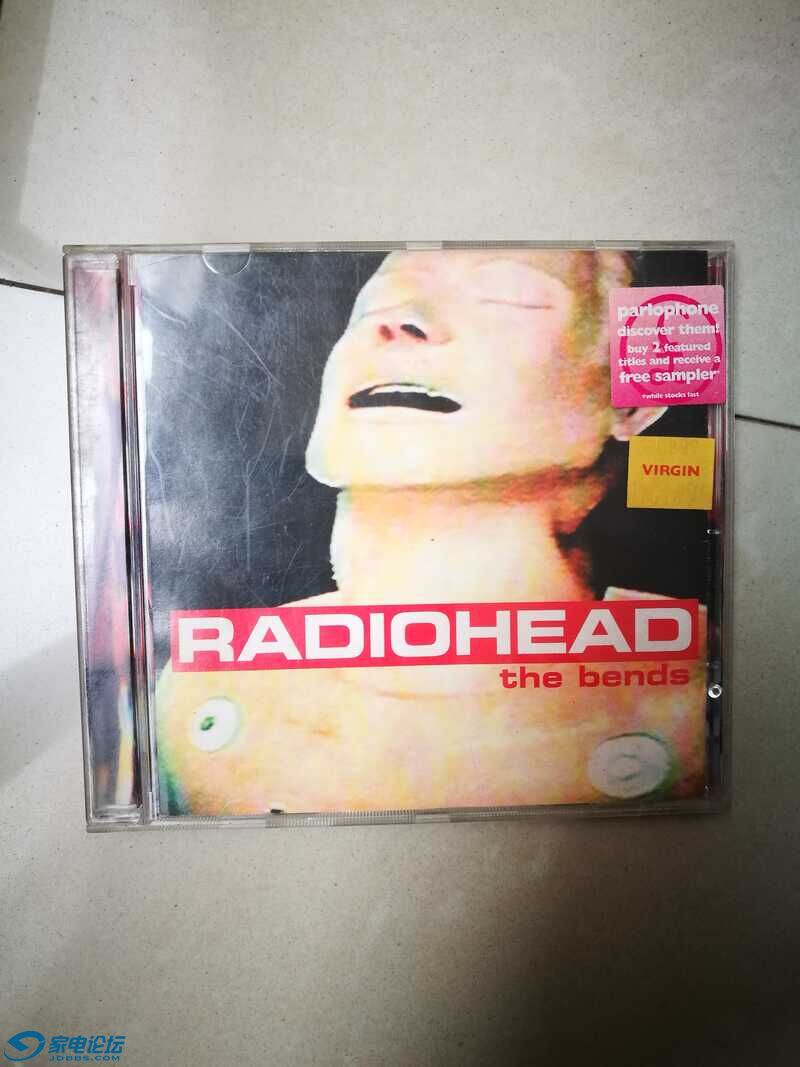 parlophone
discover them!
buy 2 featured
titles and receive a
free sampler*
*while stocks last
VIRGIN
RADIOHEAD
the bends
家电论坛
JDBBS.COM